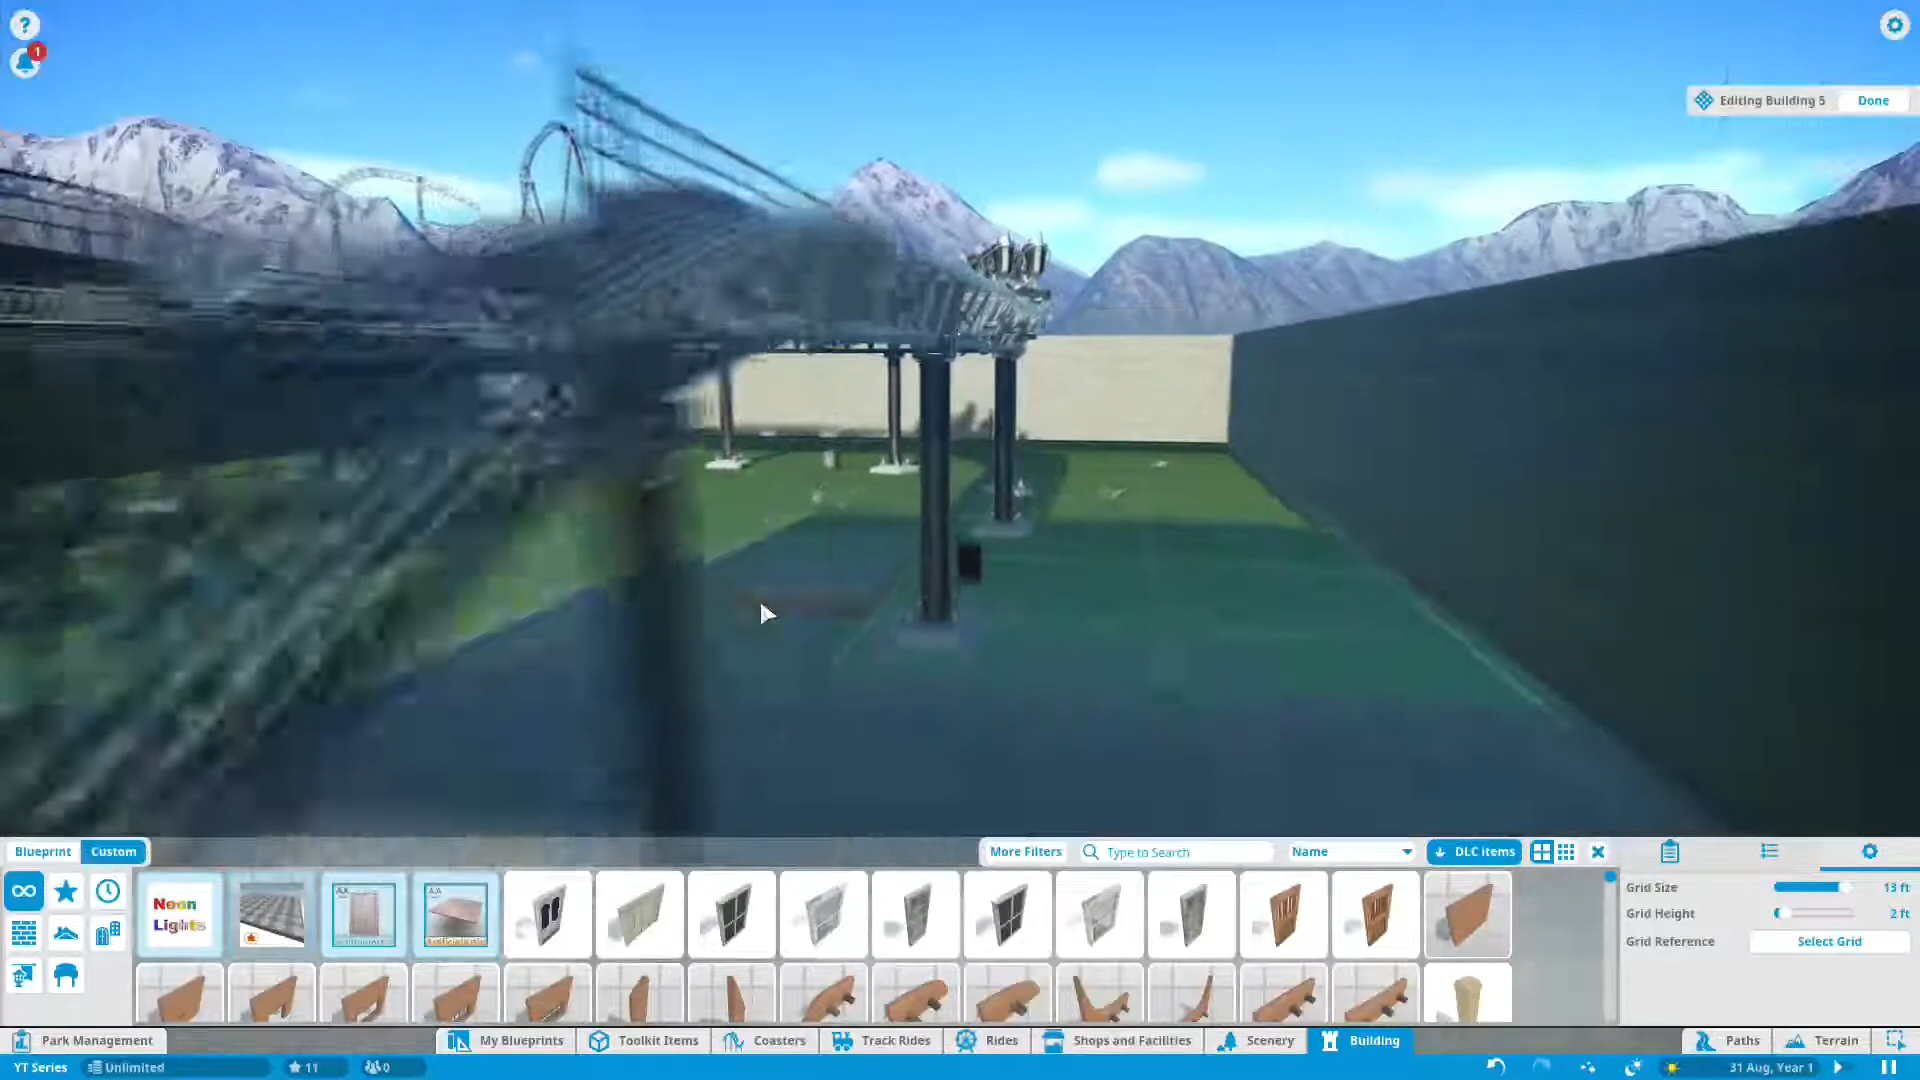 ?
1
Editing Building 5
Done
Blueprint
Custom
More Filters
Type to Search
Name
DLC items
Neon
Lights
Grid Size
13 ft
Grid Height
2 ft
Grid Reference
Select Grid
Park Management
My Blueprints
Toolkit Items
Coasters
Track Rides
Rides
Shops and Facilities
Scenery
Building
Paths
Terrain
YT Series
Unlimited
11
0
31 Aug, Year 1